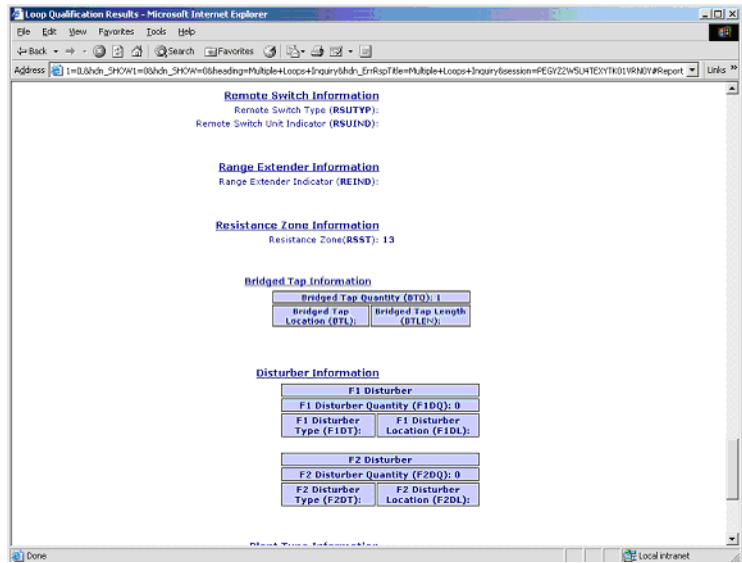 Loop Qualification Results - Microsoft Internet Explorer
File Edit View Favorites Tools Help
Back Search Favorites
Address 1=0&hdn_SHOW1=0&hdn_SHOW=0&heading=Multiple+Loops+Inquiry&hdn_ErrRspTitle=Multiple+Loops+Inquiry&session=PEGYZ2W5U4TEXYTK01VRN0Y#Report Links »
Remote Switch Information
Remote Switch Type (RSUTYP):
Remote Switch Unit Indicator (RSUIND):
Range Extender Information
Range Extender Indicator (REIND):
Resistance Zone Information
Resistance Zone(RSST): 13
Bridged Tap Information
Bridged Tap Quantity (BTQ): 1
Bridged Tap Location (BTL):
Bridged Tap Length (BTLEN):
Disturber Information
F1 Disturber
F1 Disturber Quantity (F1DQ): 0
F1 Disturber Type (F1DT):
F1 Disturber Location (F1DL):
F2 Disturber
F2 Disturber Quantity (F2DQ): 0
F2 Disturber Type (F2DT):
F2 Disturber Location (F2DL):
Plant Type Information
Done Local intranet